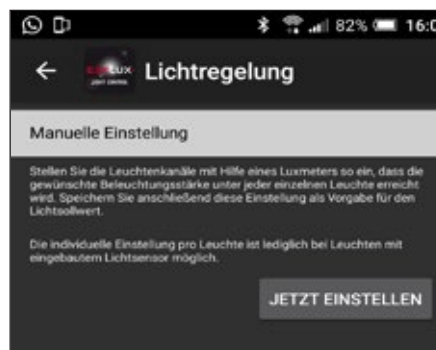 82% 16:0
Lichtregelung
Manuelle Einstellung
Stellen Sie die Leuchtenkanäle mit Hilfe eines Luxmeters so ein, dass die
gewünschte Beleuchtungsstärke unter jeder einzelnen Leuchte erreicht
wird. Speichern Sie anschließend diese Einstellung als Vorgabe für den
Lichtsollwert.
Die individuelle Einstellung pro Leuchte ist lediglich bei Leuchten mit
eingebautem Lichtsensor möglich.
JETZT EINSTELLEN